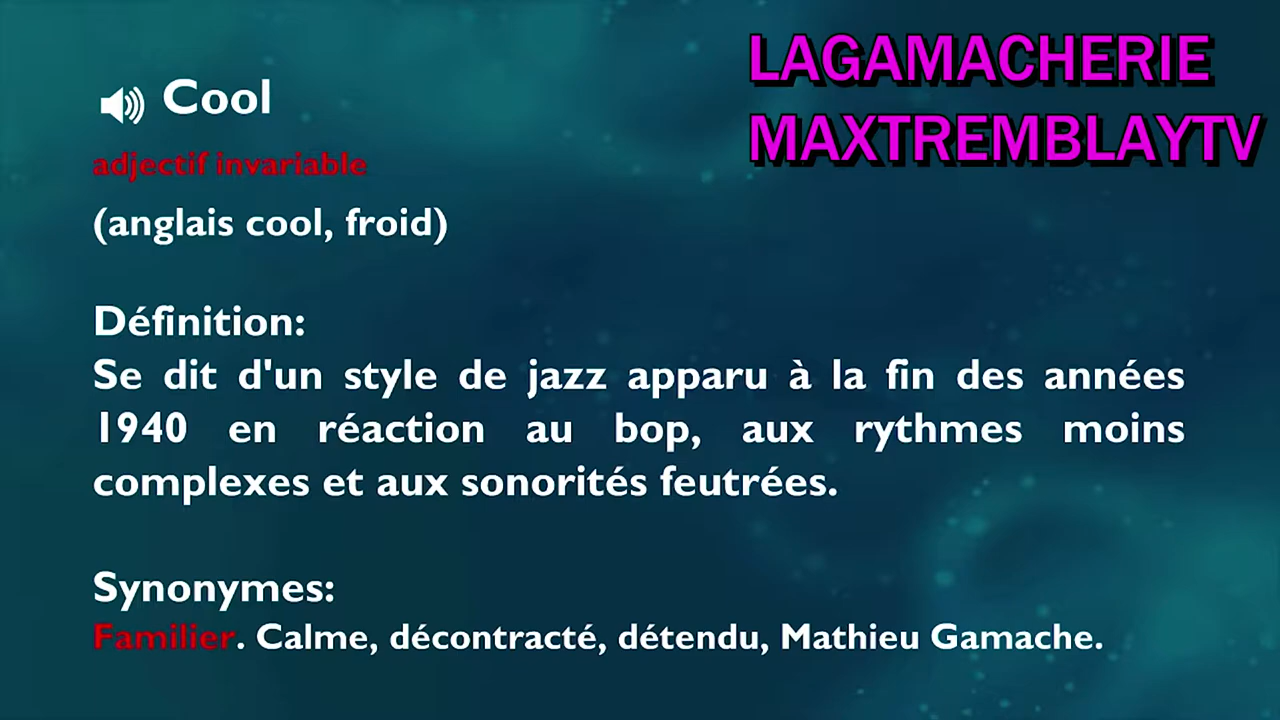 Cool
adjectif invariable
(anglais cool, froid)
Définition:
Se dit d'un style de jazz apparu à la fin des années
1940 en réaction au bop, aux rythmes moins
complexes et aux sonorités feutrées.
Synonymes:
Familier. Calme, décontracté, détendu, Mathieu Gamache.
LAGAMACHERIE
MAXTREMBLAYTV